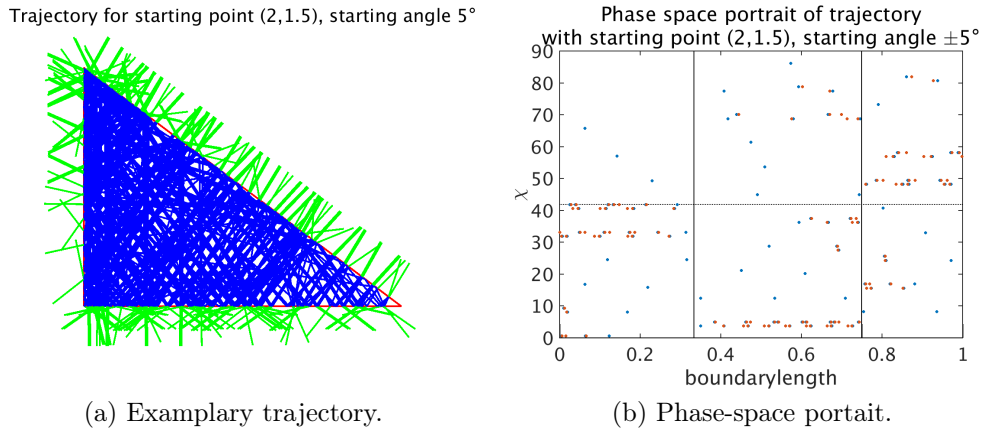 Trajectory for starting point (2,1.5), starting angle 5°
Phase space portrait of trajectory
with starting point (2,1.5), starting angle ±5°
90
80
70
60
50
40
30
20
10
0
χ
0
0.2
0.4
0.6
0.8
1
boundarylength
(a) Examplary trajectory.
(b) Phase-space portait.